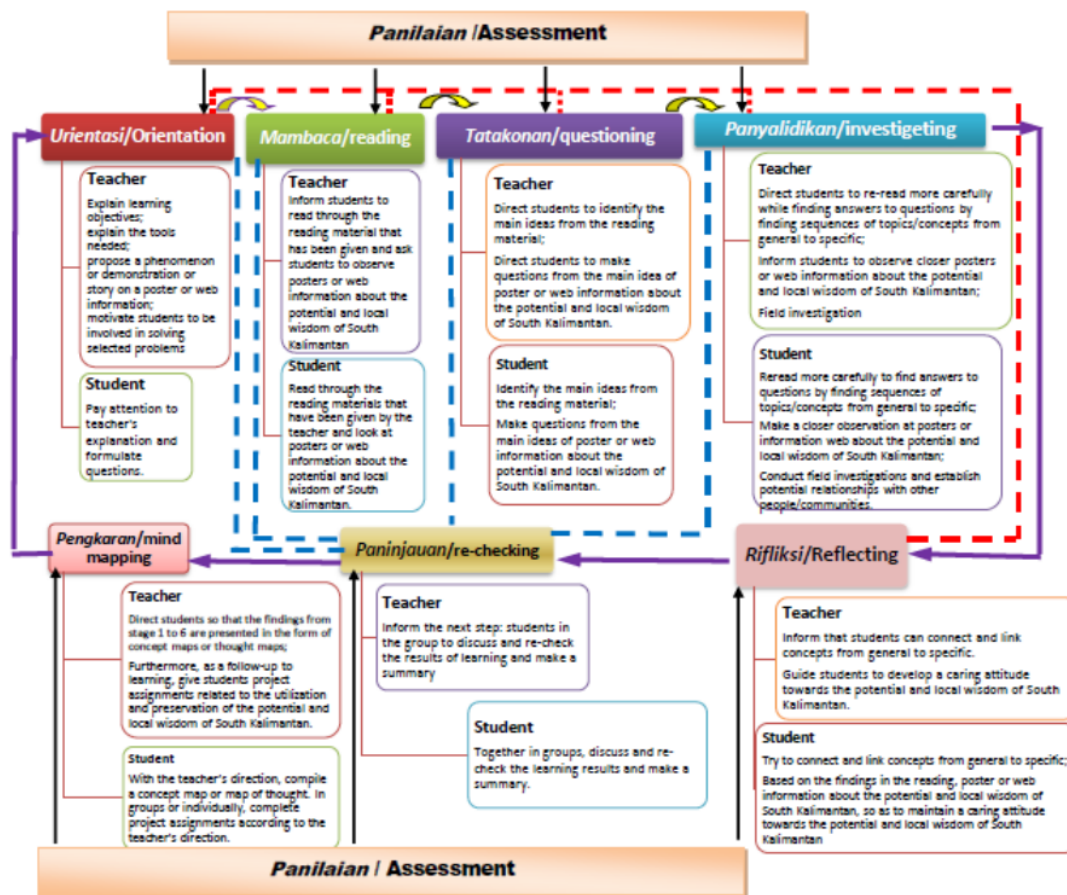 Panilaian /Assessment
Urientasi/Orientation
Teacher
Explain learning
objectives;
explain the tools
needed;
propose a phenomenon
or demonstration or
story on a poster or web
information;
motivate students to be
involved in solving
selected problems
Student
Pay attention to
teacher's
explanation and
formulate
questions.
Mambaca/reading
Teacher
Inform students to
read through the
reading material that
has been given and ask
students to observe
posters or web
information about the
potential and local
wisdom of South
Kalimantan
Student
Read through the
reading materials that
have been given by the
teacher and look at
posters or web
information about the
potential and local
wisdom of South
Kalimantan.
Tatakonan/questioning
Teacher
Direct students to identify the
main ideas from the reading
material;
Direct students to make
questions from the main idea of
poster or web information about
the potential and local wisdom
of South Kalimantan.
Student
Identify the main ideas from
the reading material;
Make questions from the
main ideas of poster or web
information about the
potential and local wisdom of
South Kalimantan.
Panyalidikan/investigeting
Teacher
Direct students to re-read more carefully
while finding answers to questions by
finding sequences of topics/concepts from
general to specific;
Inform students to observe closer posters
or web information about the potential
and local wisdom of South Kalimantan;
Field investigation
Student
Reread more carefully to find answers to
questions by finding sequences of
topics/concepts from general to specific;
Make a closer observation at posters or
information web about the potential and
local wisdom of South Kalimantan;
Conduct field investigations and establish
potential relationships with other
people/communities.
Pengkaran/mind
mapping
Teacher
Direct students so that the findings from
stage 1 to 6 are presented in the form of
concept maps or thought maps;
Furthermore, as a follow-up to
learning, give students project
assignments related to the utilization
and preservation of the potential and
local wisdom of South Kalimantan.
Student
With the teacher's direction, compile
a concept map or map of thought. In
groups or individually, complete
project assignments according to the
teacher's direction.
Paninjauan/re-checking
Teacher
Inform the next step: students in
the group to discuss and re-check
the results of learning and make a
summary
Student
Together in groups, discuss and re-
check the learning results and make a
summary.
Rifliksi/Reflecting
Teacher
Inform that students can connect and link
concepts from general to specific.
Guide students to develop a caring attitude
towards the potential and local wisdom of South
Kalimantan.
Student
Try to connect and link concepts from general to specific;
Based on the findings in the reading, poster or web
information about the potential and local wisdom of
South Kalimantan, so as to maintain a caring attitude
towards the potential and local wisdom of South
Kalimantan
Panilaian / Assessment